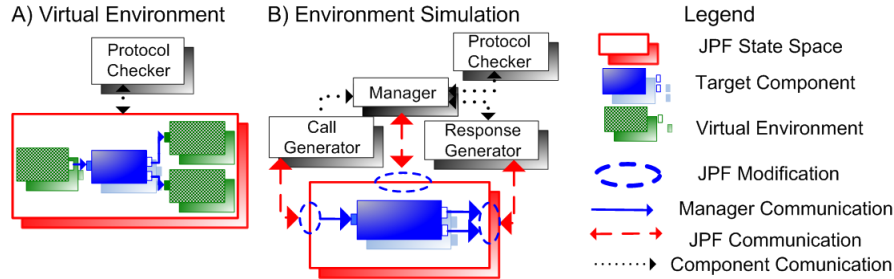 A) Virtual Environment
Protocol
Checker
B) Environment Simulation
Protocol
Checker
Manager
Call
Generator
Response
Generator
Legend
JPF State Space
Target Component
Virtual Environment
JPF Modification
Manager Communication
JPF Communication
Component Comunication